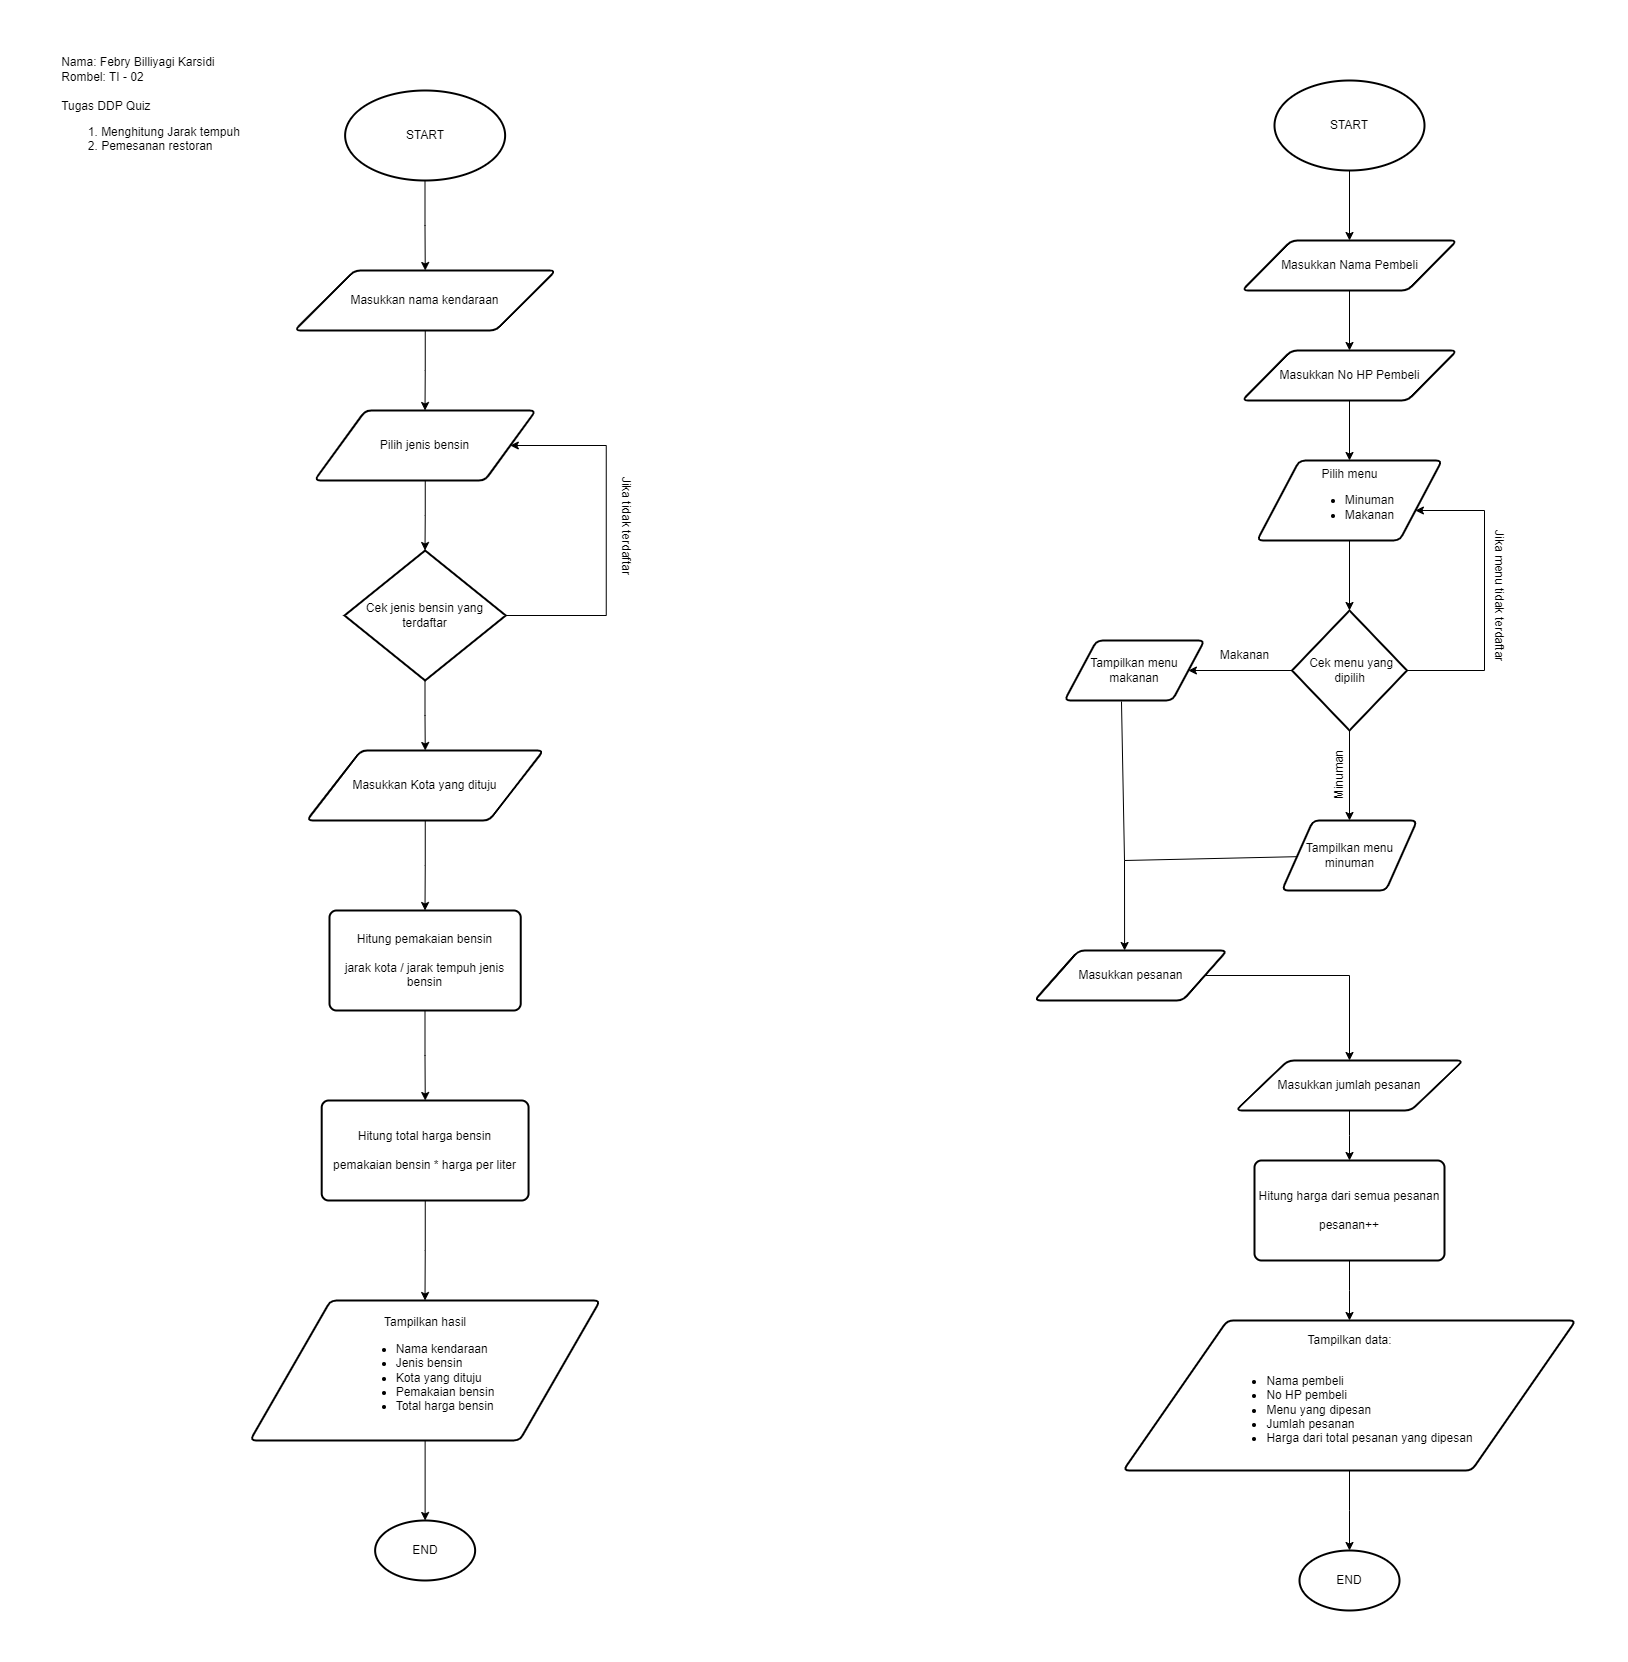 Nama: Febry Billiyagi Karsidi
Rombel: TI - 02
Tugas DDP Quiz
1. Menghitung Jarak tempuh
2. Pemesanan restoran
START
Masukkan nama kendaraan
Pilih jenis bensin
Jika tidak terdaftar
Cek jenis bensin yang
terdaftar
Masukkan Kota yang dituju
Hitung pemakaian bensin
jarak kota / jarak tempuh jenis
bensin
Hitung total harga bensin
pemakaian bensin * harga per liter
Tampilkan hasil
• Nama kendaraan
• Jenis bensin
• Kota yang dituju
• Pemakaian bensin
• Total harga bensin
END
START
Masukkan Nama Pembeli
Masukkan No HP Pembeli
Pilih menu
• Minuman
• Makanan
Jika menu tidak terdaftar
Cek menu yang
dipilih
Makanan
Tampilkan menu
makanan
Minuman
Tampilkan menu
minuman
Masukkan pesanan
Masukkan jumlah pesanan
Hitung harga dari semua pesanan
pesanan++
Tampilkan data:
• Nama pembeli
• No HP pembeli
• Menu yang dipesan
• Jumlah pesanan
• Harga dari total pesanan yang dipesan
END